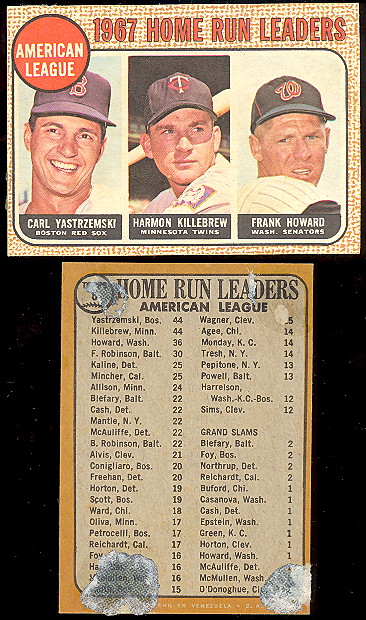 1967 HOME RUN LEADERS
AMERICAN
LEAGUE
CARL YASTRZEMSKI
BOSTON RED SOX
HARMON KILLEBREW
MINNESOTA TWINS
FRANK HOWARD
WASH. SENATORS
HOME RUN LEADERS
AMERICAN LEAGUE
Yastrzemski, Bos. 44
Killebrew, Minn. 44
Howard, Wash. 36
F. Robinson, Balt. 30
Kaline, Det. 25
Mincher, Cal. 25
Allison, Minn. 24
Blefary, Balt. 22
Cash, Det. 22
Mantle, N.Y. 22
McAuliffe, Det. 22
B. Robinson, Balt. 22
Alvis, Clev. 21
Conigliaro, Bos. 20
Freehan, Det. 20
Horton, Det. 19
Scott, Bos. 19
Ward, Chi. 18
Oliva, Minn. 17
Petrocelli, Bos. 17
Reichardt, Cal. 17
Foy 16
16
16
15
Wagner, Clev. 5
Agee, Chi. 14
Monday, K. C. 14
Tresh, N. Y. 14
Pepitone, N. Y. 13
Powell, Balt. 13
Harrelson,
Wash.-K.C.-Bos. 12
Sims, Clev. 12
GRAND SLAMS
Blefary, Balt. 2
Foy, Bos. 2
Northrup, Det. 2
Reichardt, Cal. 2
Buford, Chi. 1
Casanova, Wash. 1
Cash, Det. 1
Epstein, Wash. 1
Green, K. C. 1
Horton, Clev. 1
Howard, Wash. 1
McAuliffe, Det. 1
McMullen, Wash. 1
O'Donoghue, Clev.
EN VENEZUELA